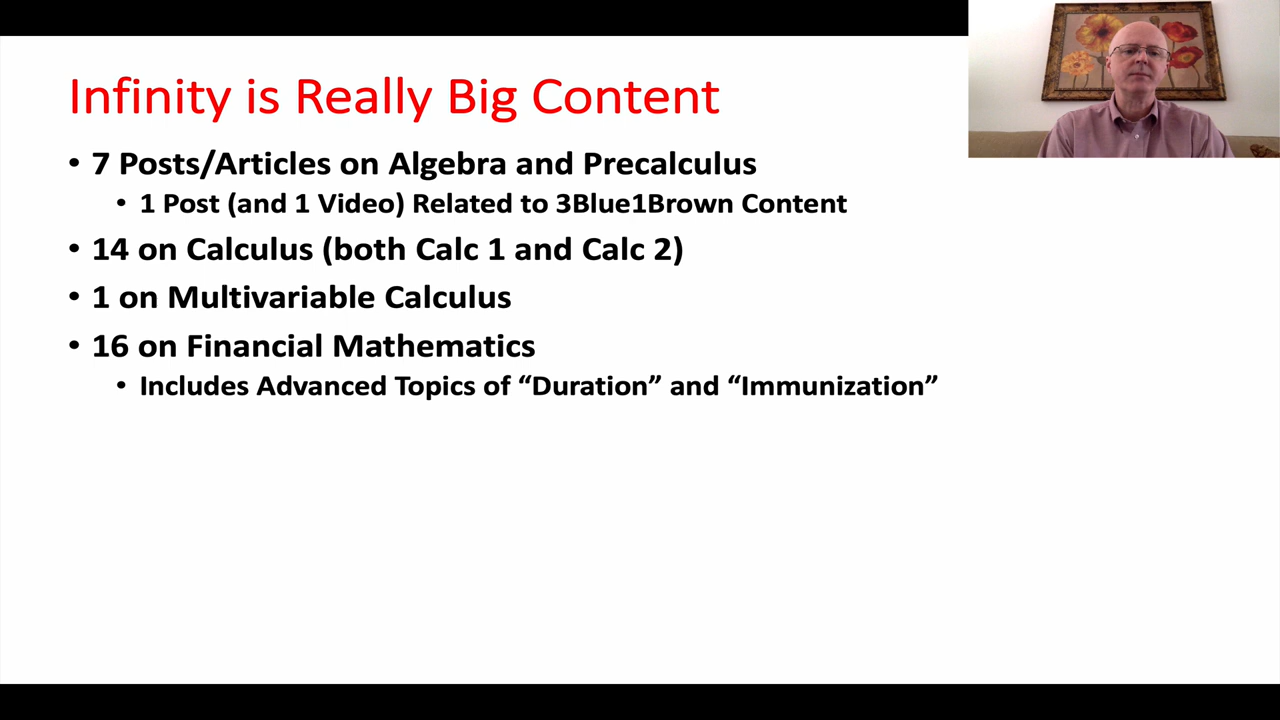 Infinity is Really Big Content
• 7 Posts/Articles on Algebra and Precalculus
• 1 Post (and 1 Video) Related to 3Blue1Brown Content
• 14 on Calculus (both Calc 1 and Calc 2)
• 1 on Multivariable Calculus
• 16 on Financial Mathematics
• Includes Advanced Topics of “Duration” and “Immunization”